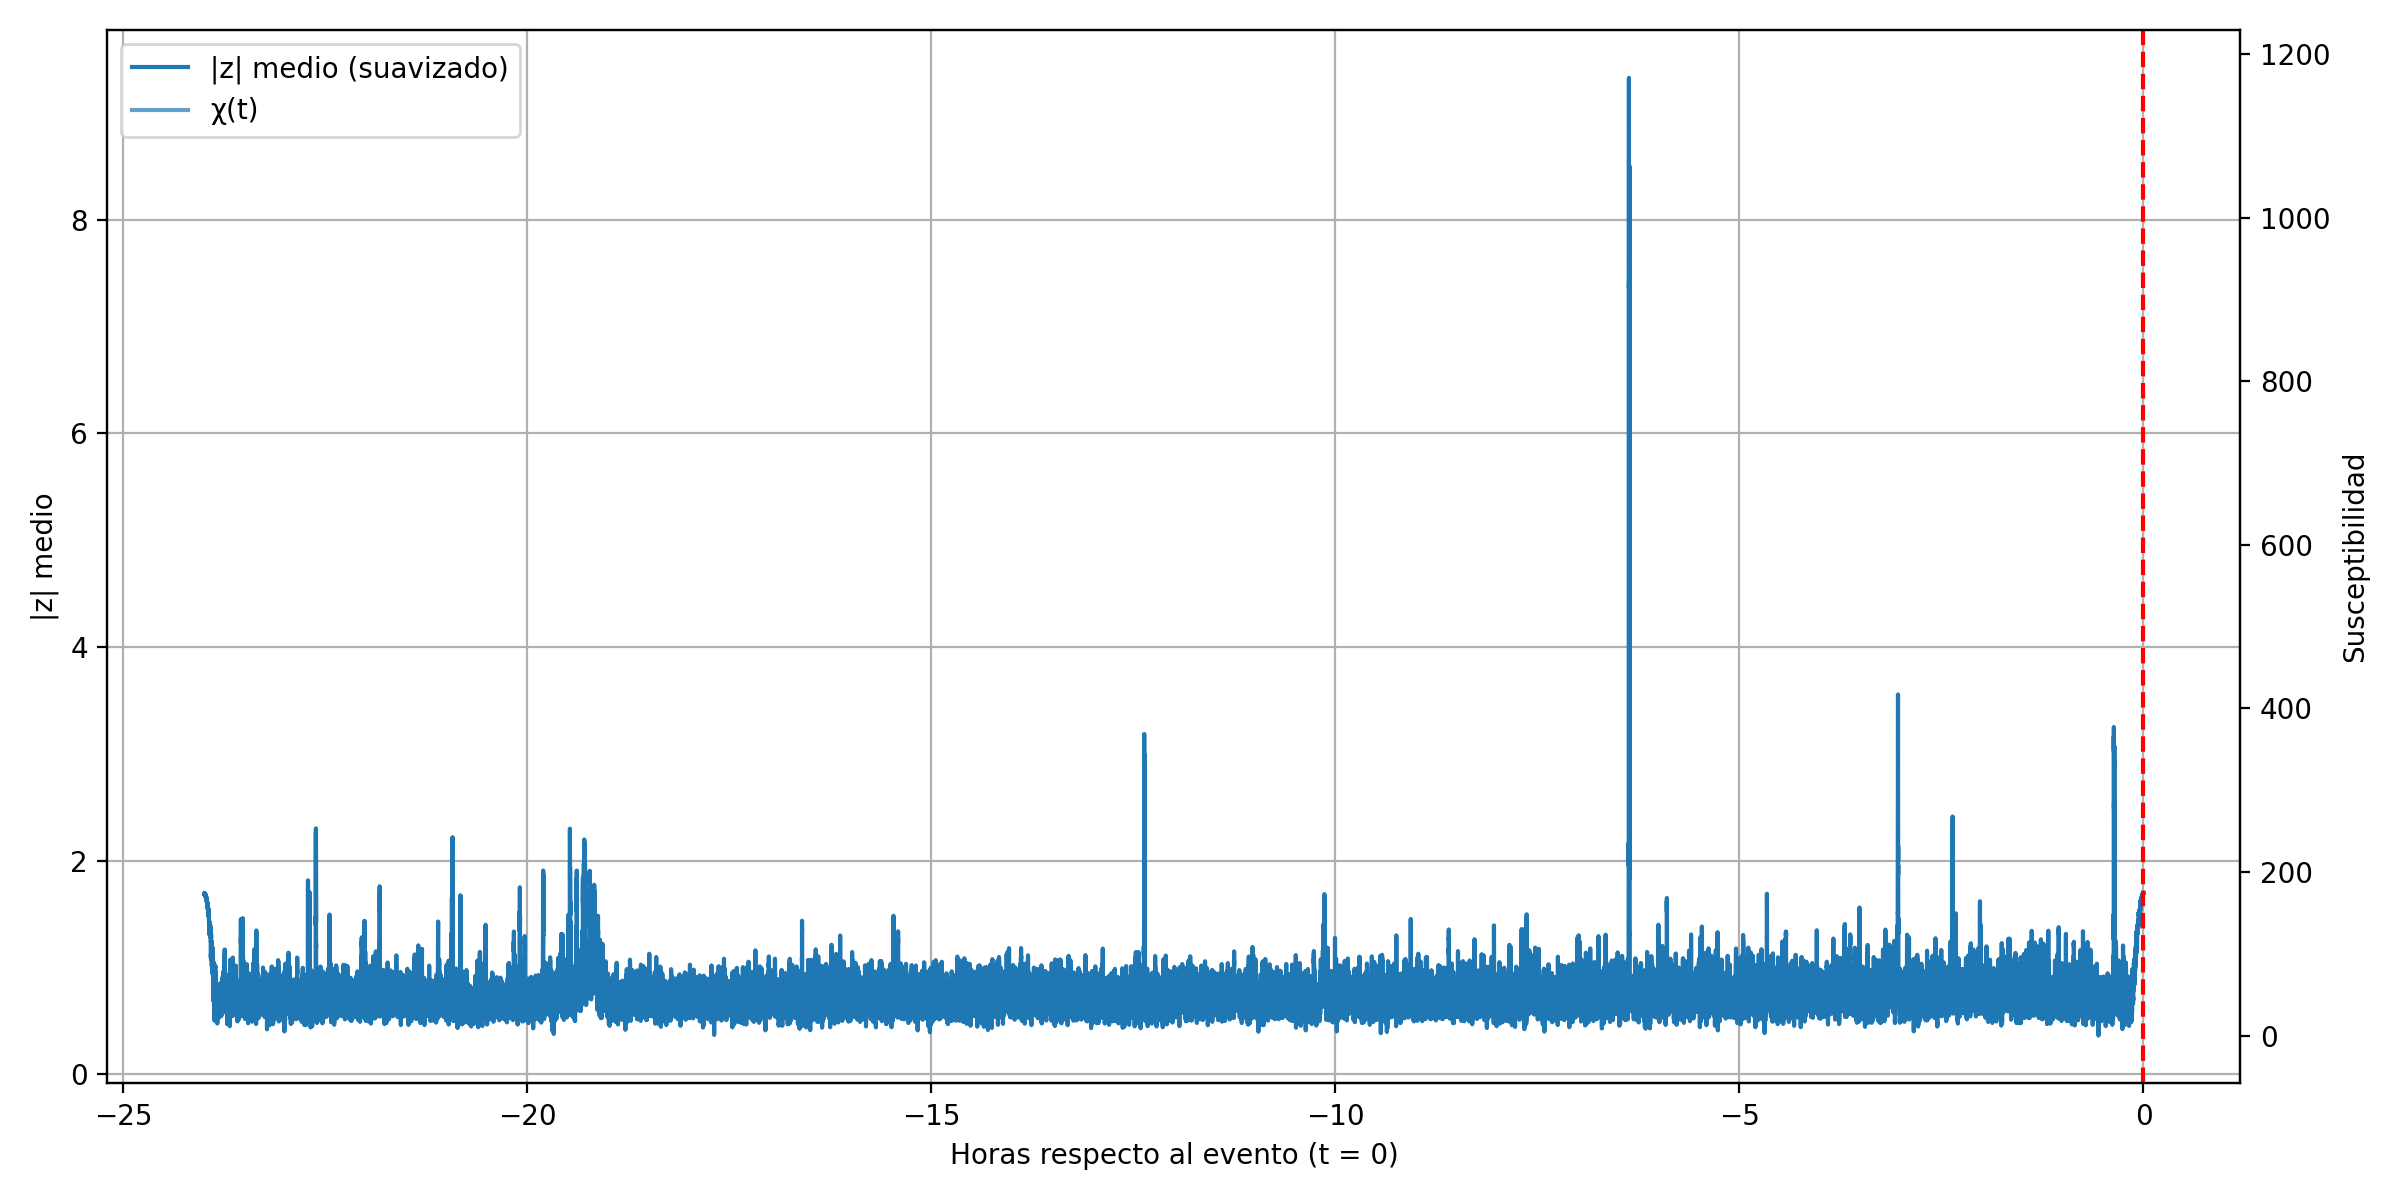 |z| medio (suavizado)
χ(t)
|z| medio
8
6
4
2
0
1200
1000
800
600
400
200
0
Susceptibilidad
−25 −20 −15 −10 −5 0
Horas respecto al evento (t = 0)